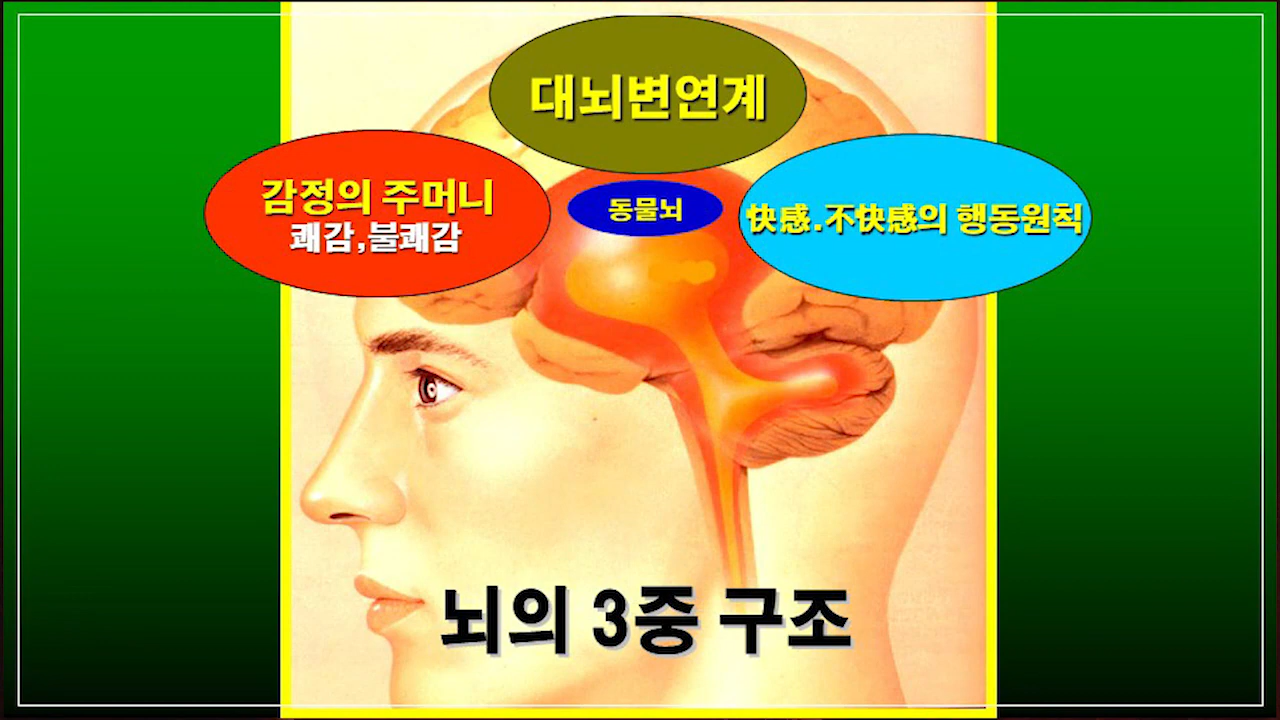 대뇌변연계
감정의 주머니
쾌감,불쾌감
동물뇌
快感.不快感의 행동원칙
뇌의 3중 구조